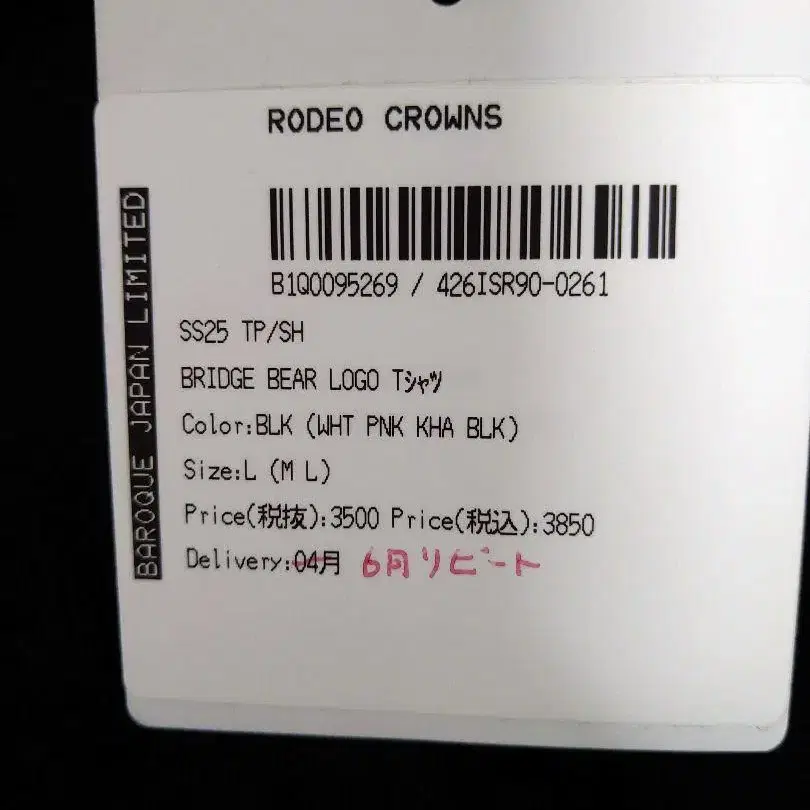 RODEO CROWNS
BAROQUE JAPAN LIMITED
B1Q0095269 / 426ISR90-0261
SS25 TP/SH
BRIDGE BEAR LOGO Tシャツ
Color:BLK (WHT PNK KHA BLK)
Size:L (M L)
Price(税抜):3500 Price(税込):3850
Delivery:04月 6月リピート